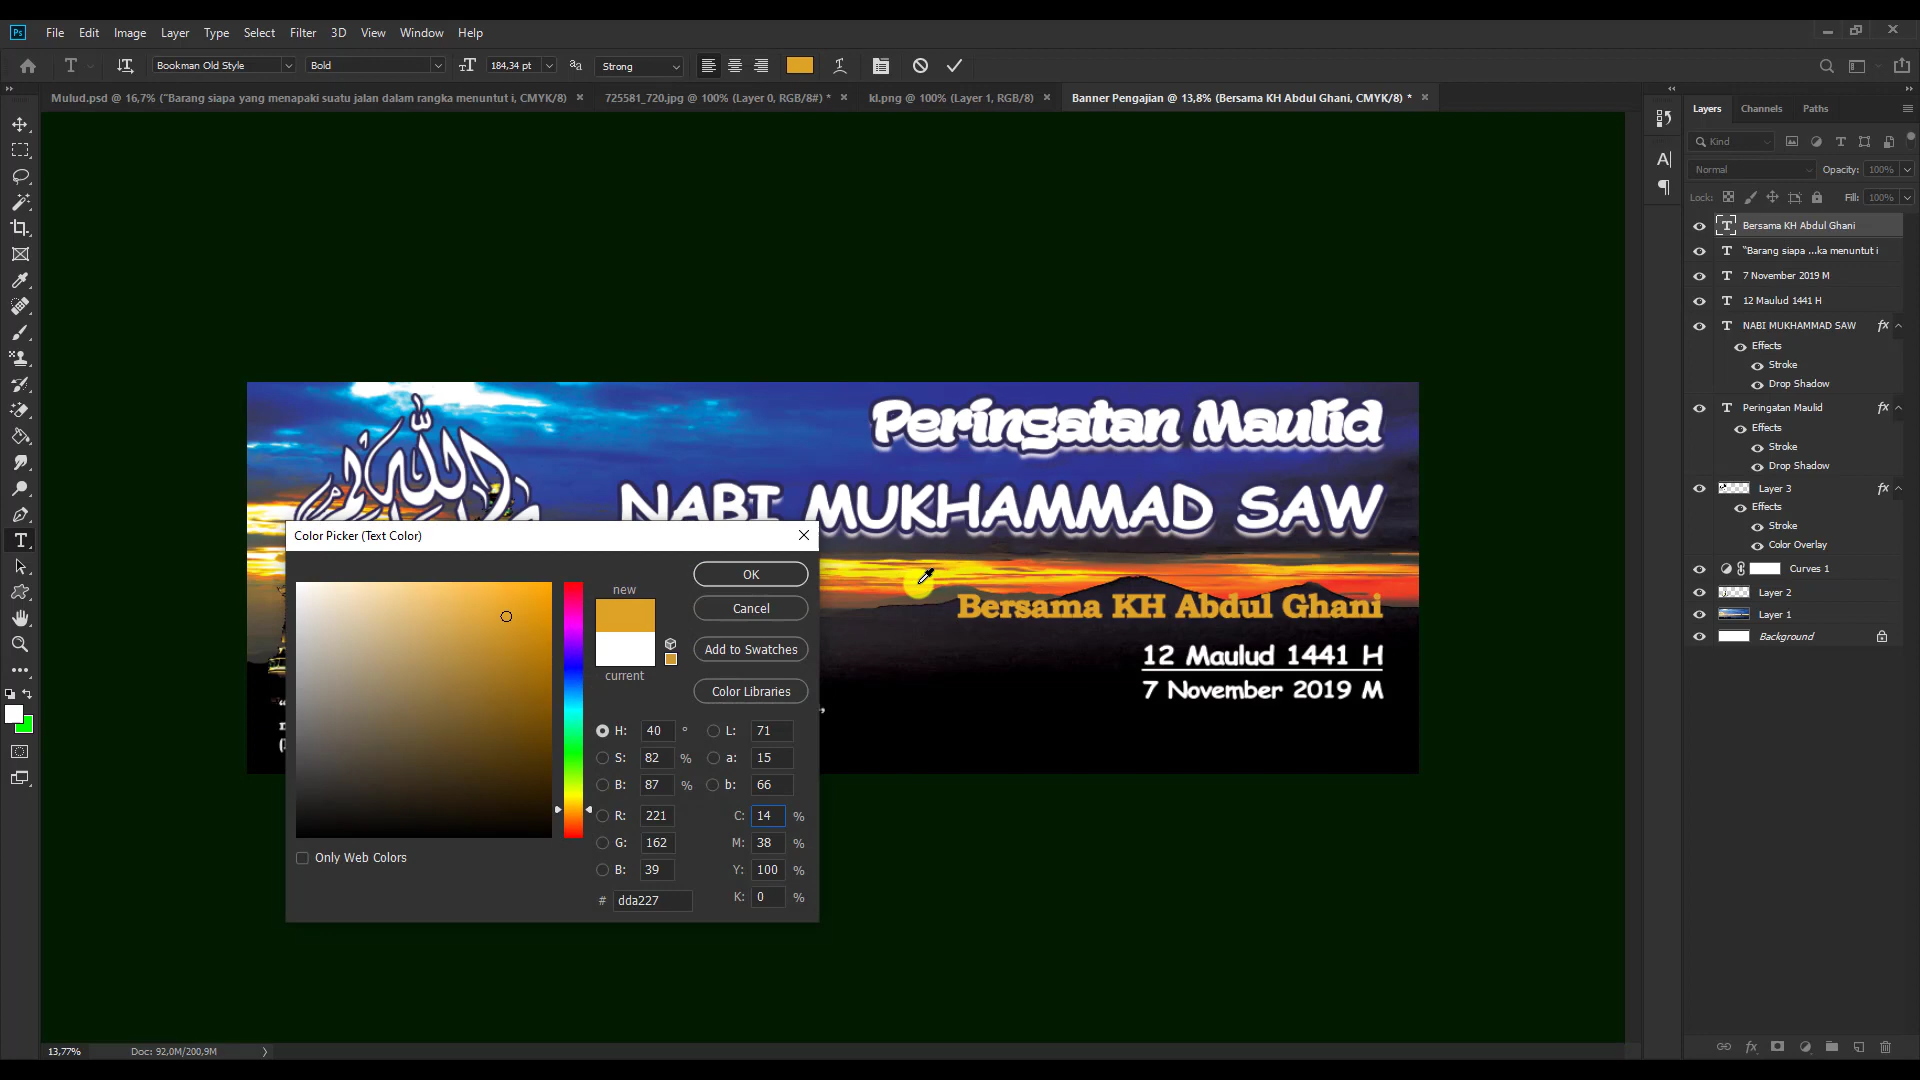 Ps File Edit Image Layer Type Select Filter 3D View Window Help
T Bookman Old Style Bold 184,34 pt Strong
Mulud.psd @ 16,7% ("Barang siapa yang menapaki suatu jalan dalam rangka menuntut i, CMYK/8)
725581_720.jpg @ 100% (Layer 0, RGB/8#) *
kl.png @ 100% (Layer 1, RGB/8)
Banner Pengajian @ 13,8% (Bersama KH Abdul Ghani, CMYK/8) *
Peringatan Maulid
NABI MUKHAMMAD SAW
Bersama KH Abdul Ghani
12 Maulud 1441 H
7 November 2019 M
Color Picker (Text Color)
new
current
OK
Cancel
Add to Swatches
Color Libraries
H: 40 ° L: 71
S: 82 % a: 15
B: 87 % b: 66
R: 221 C: 14 %
G: 162 M: 38 %
B: 39 Y: 100 %
# dda227 K: 0 %
Only Web Colors
Layers Channels Paths
Kind
Normal Opacity: 100%
Lock: Fill: 100%
Bersama KH Abdul Ghani
"Barang siapa ...ka menuntut i
7 November 2019 M
12 Maulud 1441 H
NABI MUKHAMMAD SAW fx
Effects
Stroke
Drop Shadow
Peringatan Maulid fx
Effects
Stroke
Drop Shadow
Layer 3 fx
Effects
Stroke
Color Overlay
Curves 1
Layer 2
Layer 1
Background
13,77% Doc: 92,0M/200,9M